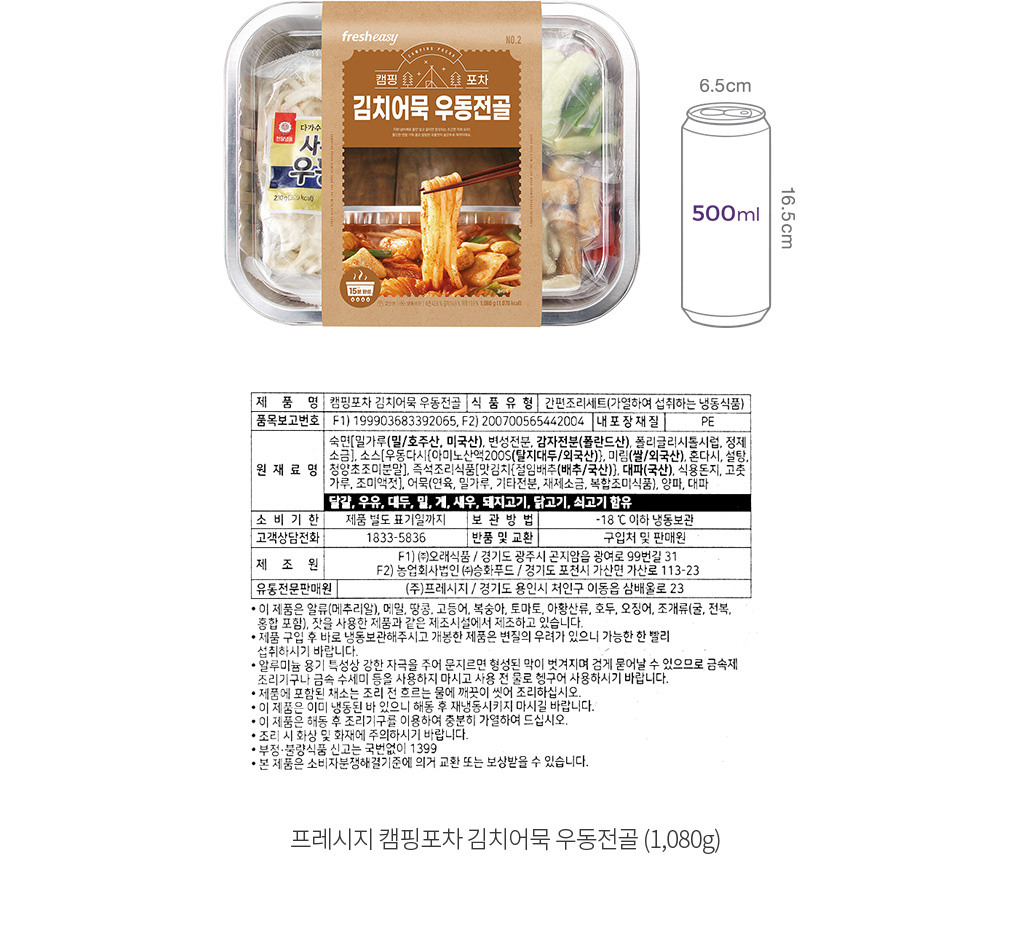 fresheasy
NO.2
CAMPING POCHA
캠핑 포차
김치어묵 우동전골
다가수
사
우동
15분 완성
1,080 g (1,070 kcal)
6.5cm
500ml
16.5cm
제 품 명 캠핑포차 김치어묵 우동전골 식 품 유 형 간편조리세트(가열하여 섭취하는 냉동식품)
품목보고번호 F1) 199903683392065, F2) 200700565442004 내포장재질 PE
원 재 료 명
숙면[밀가루(밀/호주산, 미국산), 변성전분, 감자전분(폴란드산), 폴리글리시톨시럽, 정제
소금], 소스[우동다시{아미노산액200S(탈지대두/외국산)}, 미림(쌀/외국산), 혼다시, 설탕,
청양초조미분말], 즉석조리식품[맛김치{절임배추(배추/국산)}, 대파(국산), 식용돈지, 고춧
가루, 조미액젓], 어묵(연육, 밀가루, 기타전분, 재제소금, 복합조미식품), 양파, 대파
달걀, 우유, 대두, 밀, 게, 새우, 돼지고기, 닭고기, 쇠고기 함유
소 비 기 한 제품 별도 표기일까지 보 관 방 법 -18 ℃ 이하 냉동보관
고객상담전화 1833-5836 반품 및 교환 구입처 및 판매원
제 조 원
F1) ㈜오래식품 / 경기도 광주시 곤지암읍 광여로 99번길 31
F2) 농업회사법인 ㈜승화푸드 / 경기도 포천시 가산면 가산로 113-23
유통전문판매원 (주)프레시지 / 경기도 용인시 처인구 이동읍 삼배울로 23
• 이 제품은 알류(메추리알), 메밀, 땅콩, 고등어, 복숭아, 토마토, 아황산류, 호두, 오징어, 조개류(굴, 전복,
홍합 포함), 잣을 사용한 제품과 같은 제조시설에서 제조하고 있습니다.
• 제품 구입 후 바로 냉동보관해주시고 개봉한 제품은 변질의 우려가 있으니 가능한 한 빨리
섭취하시기 바랍니다.
• 알루미늄 용기 특성상 강한 자극을 주어 문지르면 형성된 막이 벗겨지며 검게 묻어날 수 있으므로 금속제
조리기구나 금속 수세미 등을 사용하지 마시고 사용 전 물로 헹구어 사용하시기 바랍니다.
• 제품에 포함된 채소는 조리 전 흐르는 물에 깨끗이 씻어 조리하십시오.
• 이 제품은 이미 냉동된 바 있으니 해동 후 재냉동시키지 마시길 바랍니다.
• 이 제품은 해동 후 조리기구를 이용하여 충분히 가열하여 드십시오.
• 조리 시 화상 및 화재에 주의하시기 바랍니다.
• 부정·불량식품 신고는 국번없이 1399
• 본 제품은 소비자분쟁해결기준에 의거 교환 또는 보상받을 수 있습니다.
프레시지 캠핑포차 김치어묵 우동전골 (1,080g)